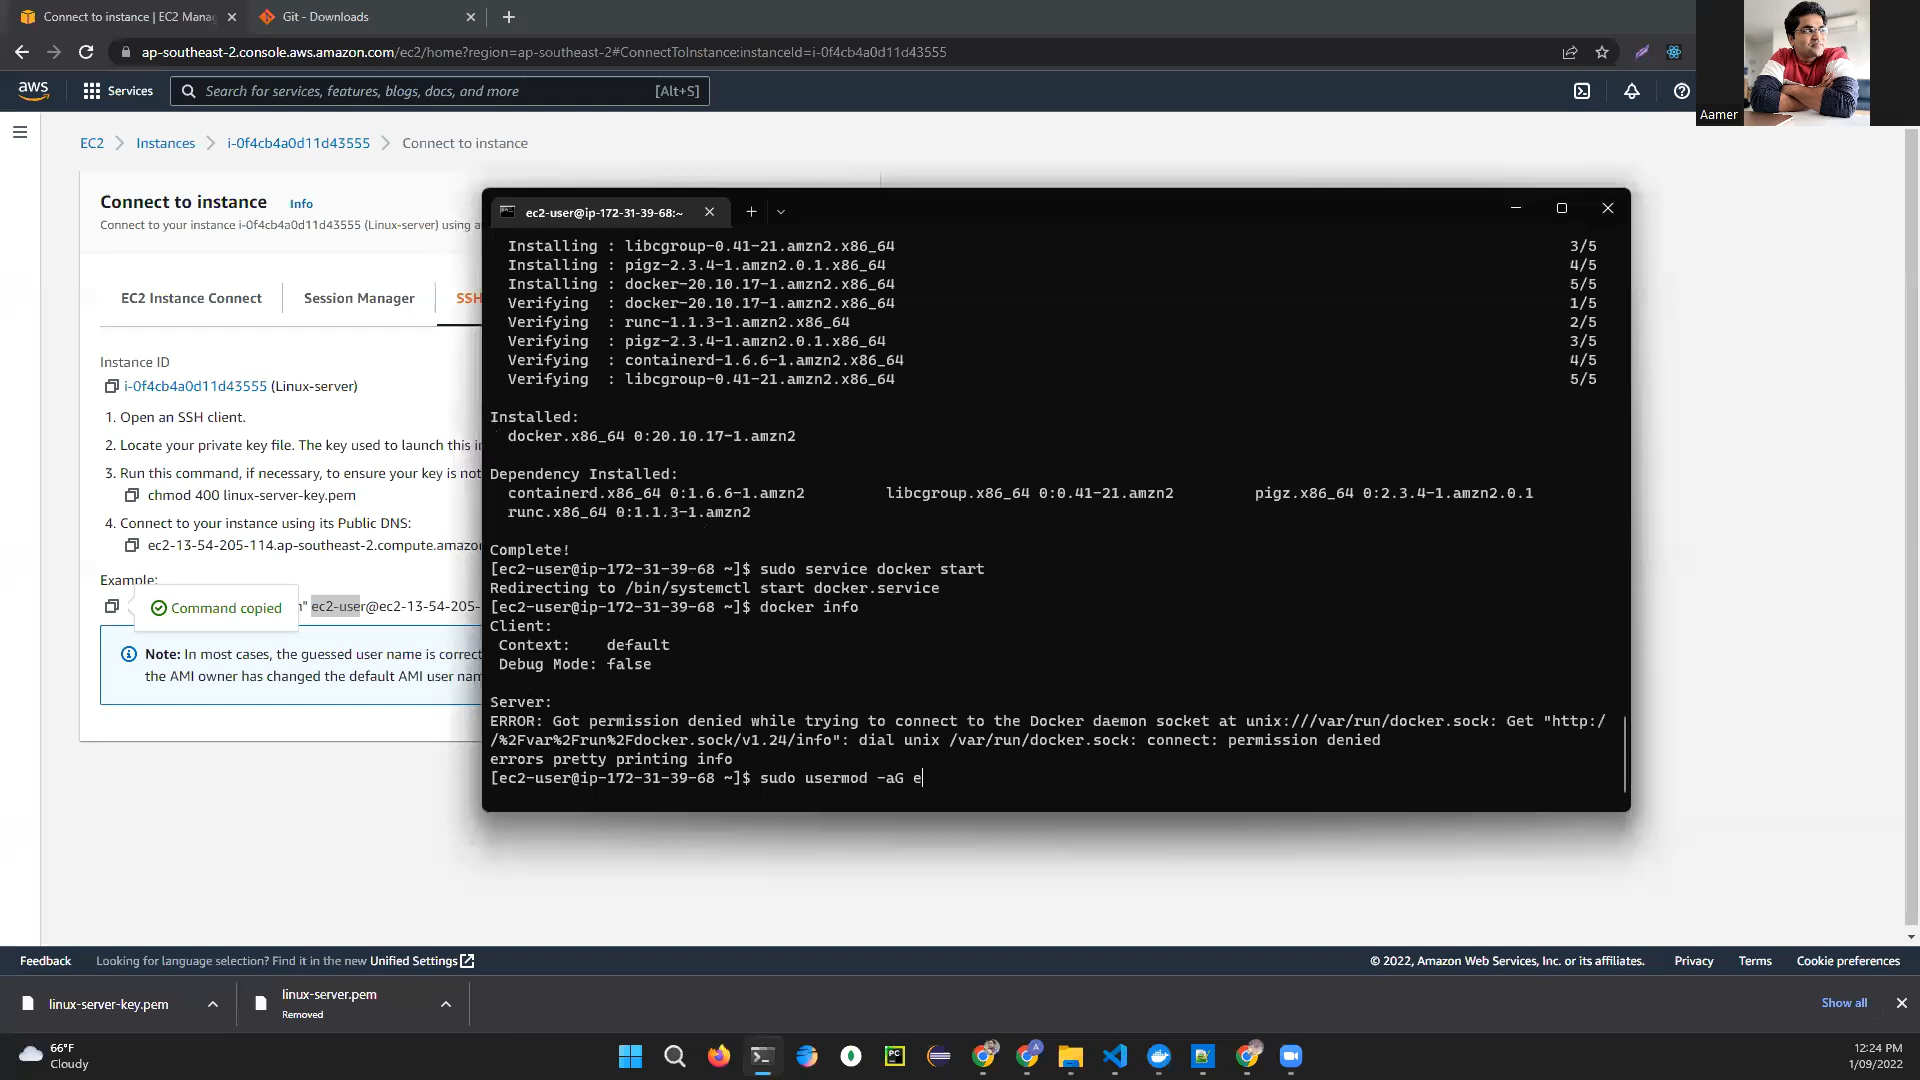 Connect to instance | EC2 Mana
Git - Downloads
ap-southeast-2.console.aws.amazon.com/ec2/home?region=ap-southeast-2#ConnectToInstance:instanceId=i-0f4cb4a0d11d43555
aws
Services
Search for services, features, blogs, docs, and more
[Alt+S]
Aamer
EC2
Instances
i-0f4cb4a0d11d43555
Connect to instance
Connect to instance
Info
Connect to your instance i-0f4cb4a0d11d43555 (Linux-server) using a
EC2 Instance Connect
Session Manager
SSH
Instance ID
i-0f4cb4a0d11d43555 (Linux-server)
1. Open an SSH client.
2. Locate your private key file. The key used to launch this i
3. Run this command, if necessary, to ensure your key is not
chmod 400 linux-server-key.pem
4. Connect to your instance using its Public DNS:
ec2-13-54-205-114.ap-southeast-2.compute.amazo
Example:
Command copied
" ec2-user@ec2-13-54-205-
Note: In most cases, the guessed user name is correct
the AMI owner has changed the default AMI user nam
ec2-user@ip-172-31-39-68:~
Installing : libcgroup-0.41-21.amzn2.x86_64 3/5
Installing : pigz-2.3.4-1.amzn2.0.1.x86_64 4/5
Installing : docker-20.10.17-1.amzn2.x86_64 5/5
Verifying : docker-20.10.17-1.amzn2.x86_64 1/5
Verifying : runc-1.1.3-1.amzn2.x86_64 2/5
Verifying : pigz-2.3.4-1.amzn2.0.1.x86_64 3/5
Verifying : containerd-1.6.6-1.amzn2.x86_64 4/5
Verifying : libcgroup-0.41-21.amzn2.x86_64 5/5
Installed:
docker.x86_64 0:20.10.17-1.amzn2
Dependency Installed:
containerd.x86_64 0:1.6.6-1.amzn2 libcgroup.x86_64 0:0.41-21.amzn2 pigz.x86_64 0:2.3.4-1.amzn2.0.1
runc.x86_64 0:1.1.3-1.amzn2
Complete!
[ec2-user@ip-172-31-39-68 ~]$ sudo service docker start
Redirecting to /bin/systemctl start docker.service
[ec2-user@ip-172-31-39-68 ~]$ docker info
Client:
Context: default
Debug Mode: false
Server:
ERROR: Got permission denied while trying to connect to the Docker daemon socket at unix:///var/run/docker.sock: Get "http:/
/%2Fvar%2Frun%2Fdocker.sock/v1.24/info": dial unix /var/run/docker.sock: connect: permission denied
errors pretty printing info
[ec2-user@ip-172-31-39-68 ~]$ sudo usermod -aG e
Feedback
Looking for language selection? Find it in the new Unified Settings
© 2022, Amazon Web Services, Inc. or its affiliates.
Privacy
Terms
Cookie preferences
linux-server-key.pem
linux-server.pem
Removed
Show all
66°F
Cloudy
PC
12:24 PM
1/09/2022